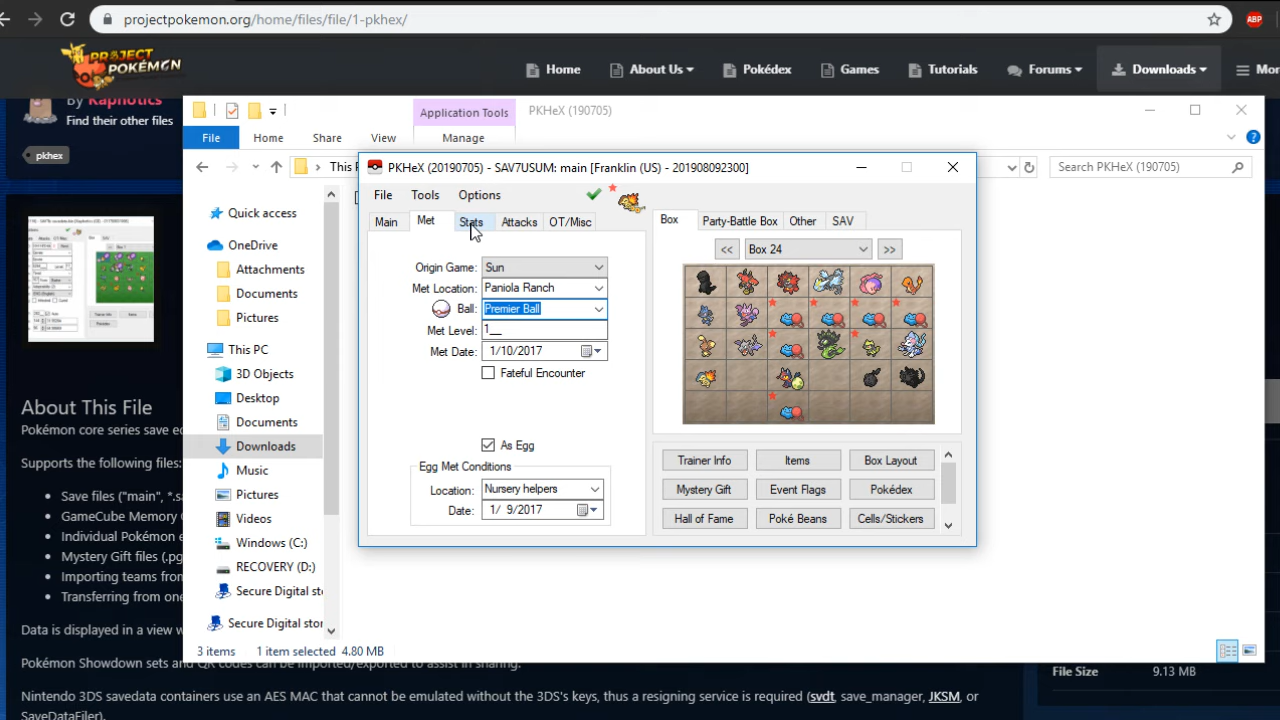 projectpokemon.org/home/files/file/1-pkhex/
ABP
PROJECT
POKÉMON
Home
About Us
Pokédex
Games
Tutorials
Forums
Downloads
Mor
By Kaphotics
Find their other files
pkhex
Application Tools
PKHeX (190705)
File
Home
Share
View
Manage
This P
Search PKHeX (190705)
PKHeX (20190705) - SAV7USUM: main [Franklin (US) - 201908092300]
File
Tools
Options
Main
Met
Stats
Attacks
OT/Misc
Box
Party-Battle Box
Other
SAV
Origin Game: Sun
Met Location: Paniola Ranch
Ball: Premier Ball
Met Level: 1__
Met Date: 1/10/2017
Fateful Encounter
As Egg
Egg Met Conditions
Location: Nursery helpers
Date: 1/ 9/2017
<< Box 24 >>
Trainer Info
Items
Box Layout
Mystery Gift
Event Flags
Pokédex
Hall of Fame
Poké Beans
Cells/Stickers
Quick access
OneDrive
Attachments
Documents
Pictures
This PC
3D Objects
Desktop
Documents
Downloads
Music
Pictures
Videos
Windows (C:)
RECOVERY (D:)
Secure Digital sto
Secure Digital stor
3 items
1 item selected 4.80 MB
About This File
Pokémon core series save ed
Supports the following files:
Save files ("main", *.sa
GameCube Memory C
Individual Pokémon e
Mystery Gift files (.pg
Importing teams from
Transferring from one
Data is displayed in a view w
Pokémon Showdown sets and QR codes can be imported/exported to assist in sharing.
Nintendo 3DS savedata containers use an AES MAC that cannot be emulated without the 3DS's keys, thus a resigning service is required (svdt, save_manager, JKSM, or
SaveDataFiler).
File Size
9.13 MB